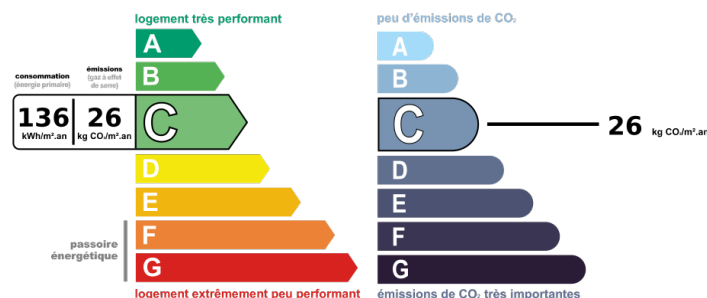 logement très performant
A
B
consommation
(énergie primaire)
émissions
(gaz à effet
de serre)
136
kWh/m².an
26
kg CO₂/m².an
C
D
E
F
G
passoire
énergétique
logement extrêmement peu performant
peu d'émissions de CO₂
A
B
C
26 kg CO₂/m².an
D
E
F
G
émissions de CO₂ très importantes